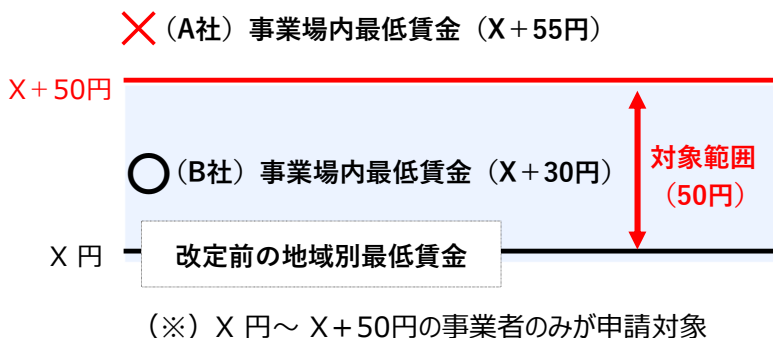 (A社)事業場内最低賃金(X+55円)
X+50円
(B社)事業場内最低賃金(X+30円)
対象範囲
(50円)
X 円
改定前の地域別最低賃金
(※)X 円～ X+50円の事業者のみが申請対象